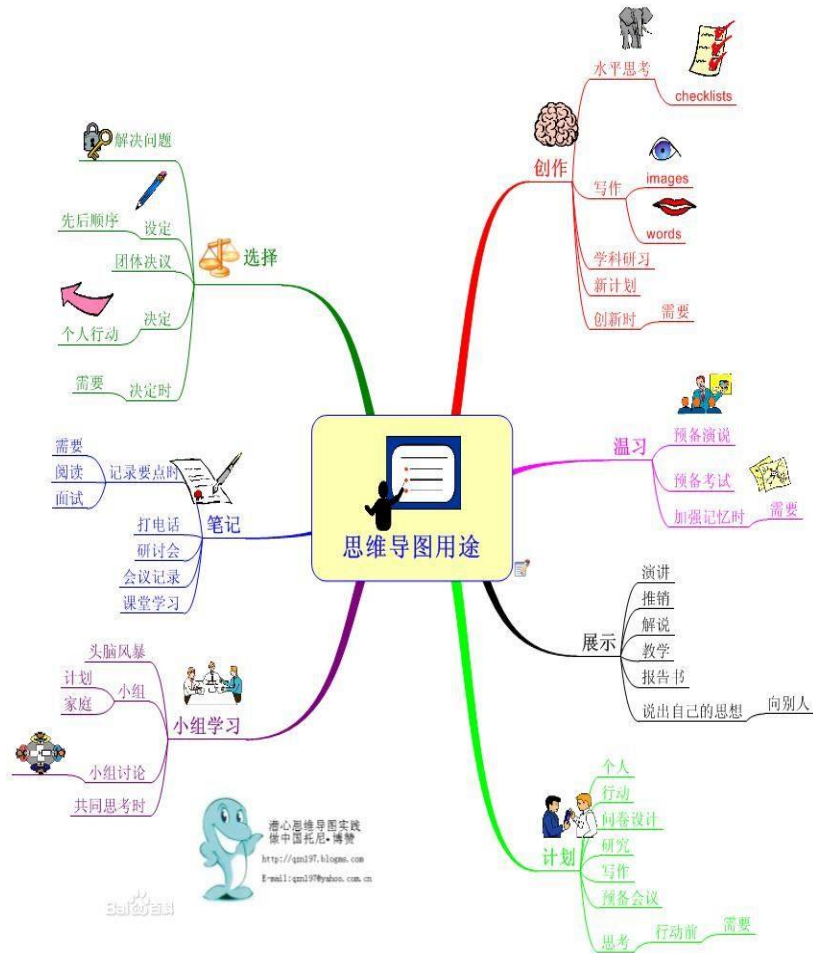 思维导图用途
创作
水平思考
checklists
写作
images
words
学科研习
新计划
创新时
需要
温习
预备演说
预备考试
加强记忆时
需要
展示
演讲
推销
解说
教学
报告书
说出自己的思想
向别人
计划
个人
行动
问卷设计
研究
写作
预备会议
思考
行动前
需要
选择
解决问题
先后顺序
设定
团体决议
个人行动
决定
需要
决定时
笔记
需要
阅读
面试
记录要点时
打电话
研讨会
会议记录
课堂学习
小组学习
头脑风暴
计划
家庭
小组
小组讨论
共同思考时
潜心思维导图实践
做中国托尼·博赞
http://qzn197.blogms.com
E-mail:qzn197@yahoo.com.cn
Bai百科